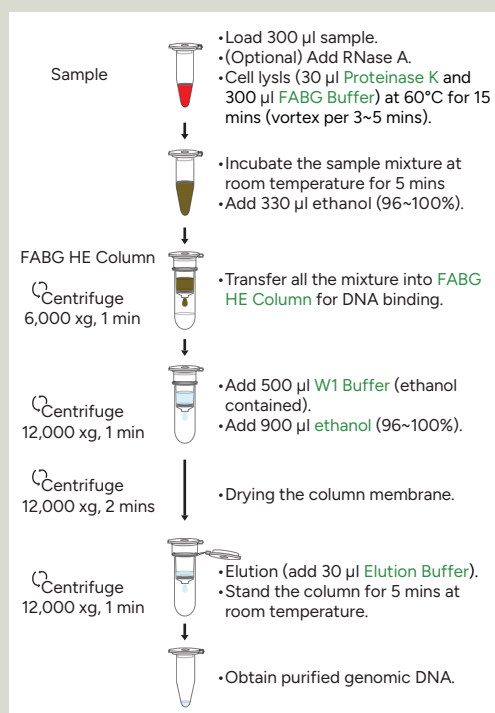 Sample
•Load 300 µl sample.
•(Optional) Add RNase A.
•Cell lysls (30 µl Proteinase K and
300 µl FABG Buffer) at 60°C for 15
mins (vortex per 3~5 mins).
•Incubate the sample mixture at
room temperature for 5 mins
•Add 330 µl ethanol (96~100%).
FABG HE Column
Centrifuge
6,000 xg, 1 min
•Transfer all the mixture into FABG
HE Column for DNA binding.
Centrifuge
12,000 xg, 1 min
•Add 500 µl W1 Buffer (ethanol
contained).
•Add 900 µl ethanol (96~100%).
Centrifuge
12,000 xg, 2 mins
•Drying the column membrane.
Centrifuge
12,000 xg, 1 min
•Elution (add 30 µl Elution Buffer).
•Stand the column for 5 mins at
room temperature.
•Obtain purified genomic DNA.